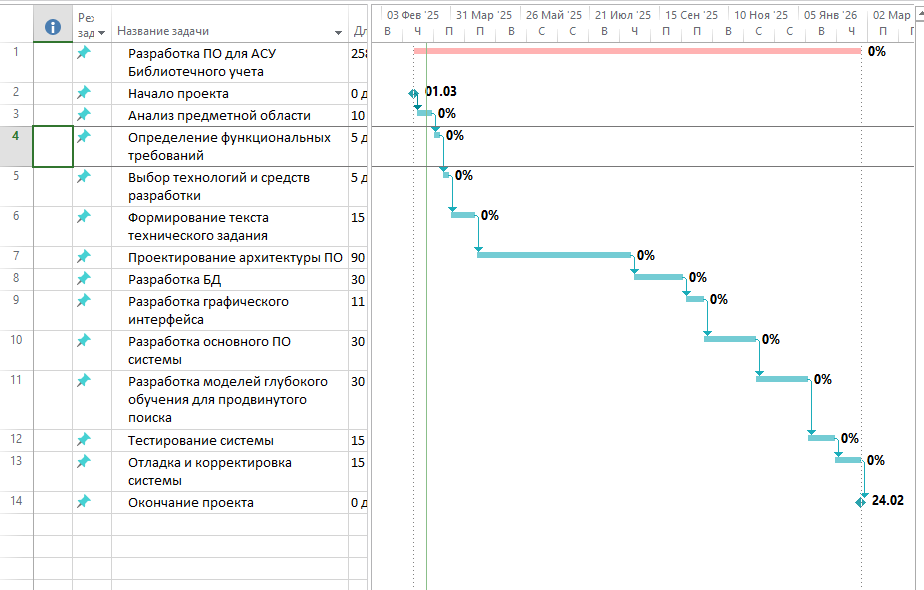 Ре
зад
Название задачи
Дл
03 Фев '25 31 Мар '25 26 Май '25 21 Июл '25 15 Сен '25 10 Ноя '25 05 Янв '26 02 Мар
В Ч П П С С В Ч П П С С В Ч П
1 Разработка ПО для АСУ 258
Библиотечного учета
0%
2 Начало проекта 0 д
01.03
3 Анализ предметной области 10
0%
4 Определение функциональных 5 д
требований
0%
5 Выбор технологий и средств 5 д
разработки
0%
6 Формирование текста 15
технического задания
0%
7 Проектирование архитектуры ПО 90
0%
8 Разработка БД 30
0%
9 Разработка графического 11
интерфейса
0%
10 Разработка основного ПО 30
системы
0%
11 Разработка моделей глубокого 30
обучения для продвинутого
поиска
0%
12 Тестирование системы 15
0%
13 Отладка и корректировка 15
системы
0%
14 Окончание проекта 0 д
24.02